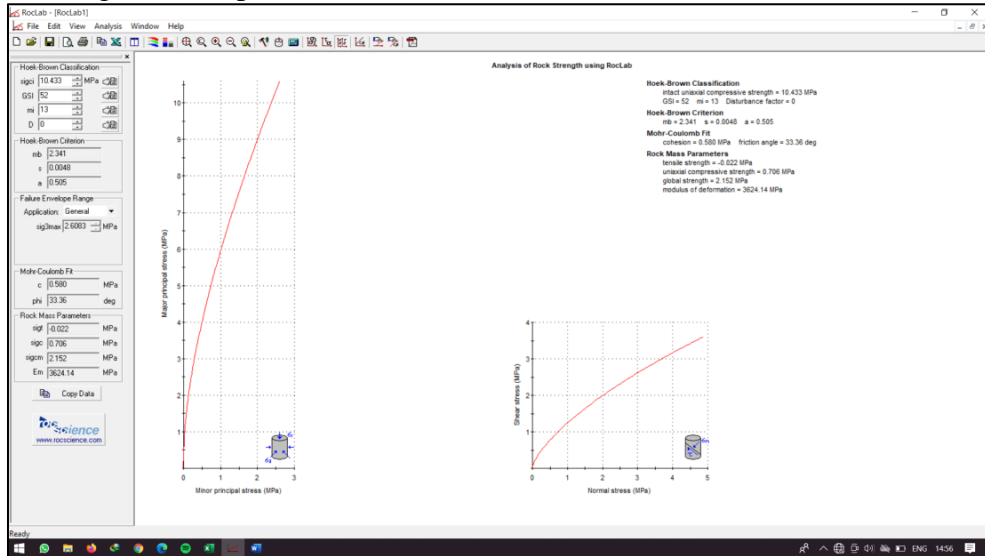 RocLab - [RocLab1]
File Edit View Analysis Window Help
Hoek-Brown Classification
sigci 10.433 MPa
GSI 52
mi 13
D 0
Hoek-Brown Criterion
mb 2.341
s 0.0048
a 0.505
Failure Envelope Range
Application: General
sig3max 2.6083 MPa
Mohr-Coulomb Fit
c 0.580 MPa
phi 33.36 deg
Rock Mass Parameters
sigt -0.022 MPa
sigc 0.706 MPa
sigcm 2.152 MPa
Em 3624.14 MPa
Copy Data
rocscience
www.rocscience.com
Analysis of Rock Strength using RocLab
Hoek-Brown Classification
intact uniaxial compressive strength = 10.433 MPa
GSI = 52 mi = 13 Disturbance factor = 0
Hoek-Brown Criterion
mb = 2.341 s = 0.0048 a = 0.505
Mohr-Coulomb Fit
cohesion = 0.580 MPa friction angle = 33.36 deg
Rock Mass Parameters
tensile strength = -0.022 MPa
uniaxial compressive strength = 0.706 MPa
global strength = 2.152 MPa
modulus of deformation = 3624.14 MPa
Major principal stress (MPa)
10
9
8
7
6
5
4
3
2
1
0 1 2 3
Minor principal stress (MPa)
Shear stress (MPa)
4
3
2
1
0 1 2 3 4 5
Normal stress (MPa)
Ready
ENG 14:56